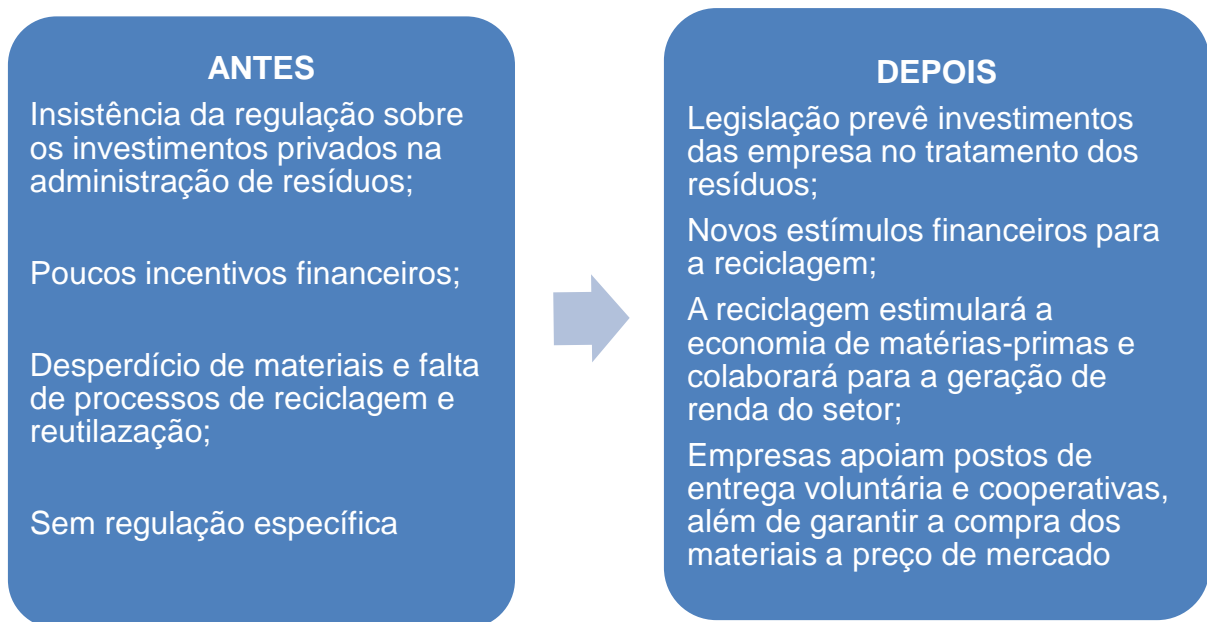 ANTES
Insistência da regulação sobre
os investimentos privados na
administração de resíduos;
Poucos incentivos financeiros;
Desperdício de materiais e falta
de processos de reciclagem e
reutilazação;
Sem regulação específica
DEPOIS
Legislação prevê investimentos
das empresa no tratamento dos
resíduos;
Novos estímulos financeiros para
a reciclagem;
A reciclagem estimulará a
economia de matérias-primas e
colaborará para a geração de
renda do setor;
Empresas apoiam postos de
entrega voluntária e cooperativas,
além de garantir a compra dos
materiais a preço de mercado